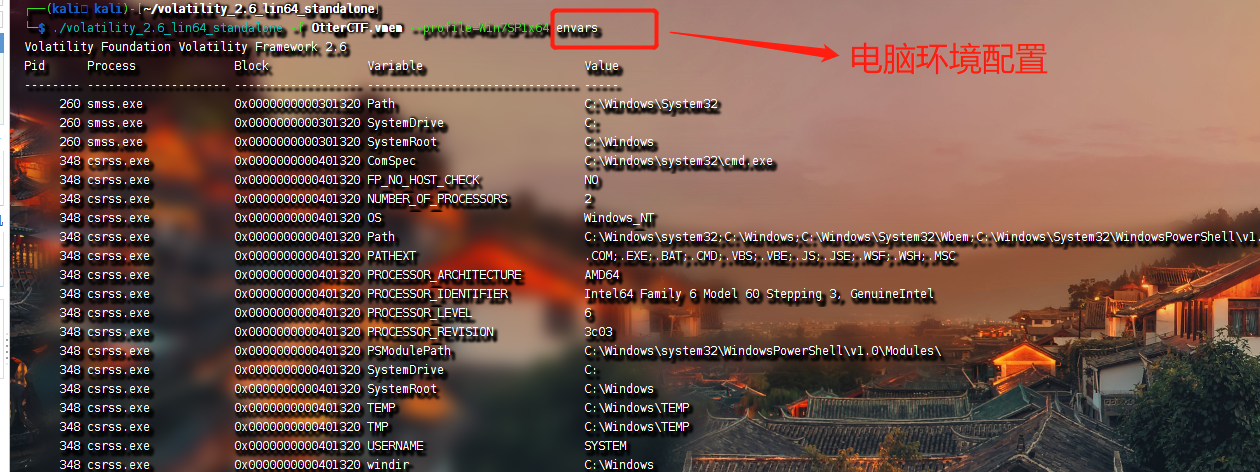 ┌──(kali㉿kali)-[~/volatility_2.6_lin64_standalone]
└─$ ./volatility_2.6_lin64_standalone -f OtterCTF.vmem --profile=Win7SP1x64 envars
电脑环境配置
Volatility Foundation Volatility Framework 2.6
Pid Process Block Variable Value
-------- -------------------- ------------------ ------------------------------ -----
260 smss.exe 0x0000000000301320 Path C:\Windows\System32
260 smss.exe 0x0000000000301320 SystemDrive C:
260 smss.exe 0x0000000000301320 SystemRoot C:\Windows
348 csrss.exe 0x0000000000401320 ComSpec C:\Windows\system32\cmd.exe
348 csrss.exe 0x0000000000401320 FP_NO_HOST_CHECK NO
348 csrss.exe 0x0000000000401320 NUMBER_OF_PROCESSORS 2
348 csrss.exe 0x0000000000401320 OS Windows_NT
348 csrss.exe 0x0000000000401320 Path C:\Windows\system32;C:\Windows;C:\Windows\System32\Wbem;C:\Windows\System32\WindowsPowerShell\v1.
348 csrss.exe 0x0000000000401320 PATHEXT .COM;.EXE;.BAT;.CMD;.VBS;.VBE;.JS;.JSE;.WSF;.WSH;.MSC
348 csrss.exe 0x0000000000401320 PROCESSOR_ARCHITECTURE AMD64
348 csrss.exe 0x0000000000401320 PROCESSOR_IDENTIFIER Intel64 Family 6 Model 60 Stepping 3, GenuineIntel
348 csrss.exe 0x0000000000401320 PROCESSOR_LEVEL 6
348 csrss.exe 0x0000000000401320 PROCESSOR_REVISION 3c03
348 csrss.exe 0x0000000000401320 PSModulePath C:\Windows\system32\WindowsPowerShell\v1.0\Modules\
348 csrss.exe 0x0000000000401320 SystemDrive C:
348 csrss.exe 0x0000000000401320 SystemRoot C:\Windows
348 csrss.exe 0x0000000000401320 TEMP C:\Windows\TEMP
348 csrss.exe 0x0000000000401320 TMP C:\Windows\TEMP
348 csrss.exe 0x0000000000401320 USERNAME SYSTEM
348 csrss.exe 0x0000000000401320 windir C:\Windows